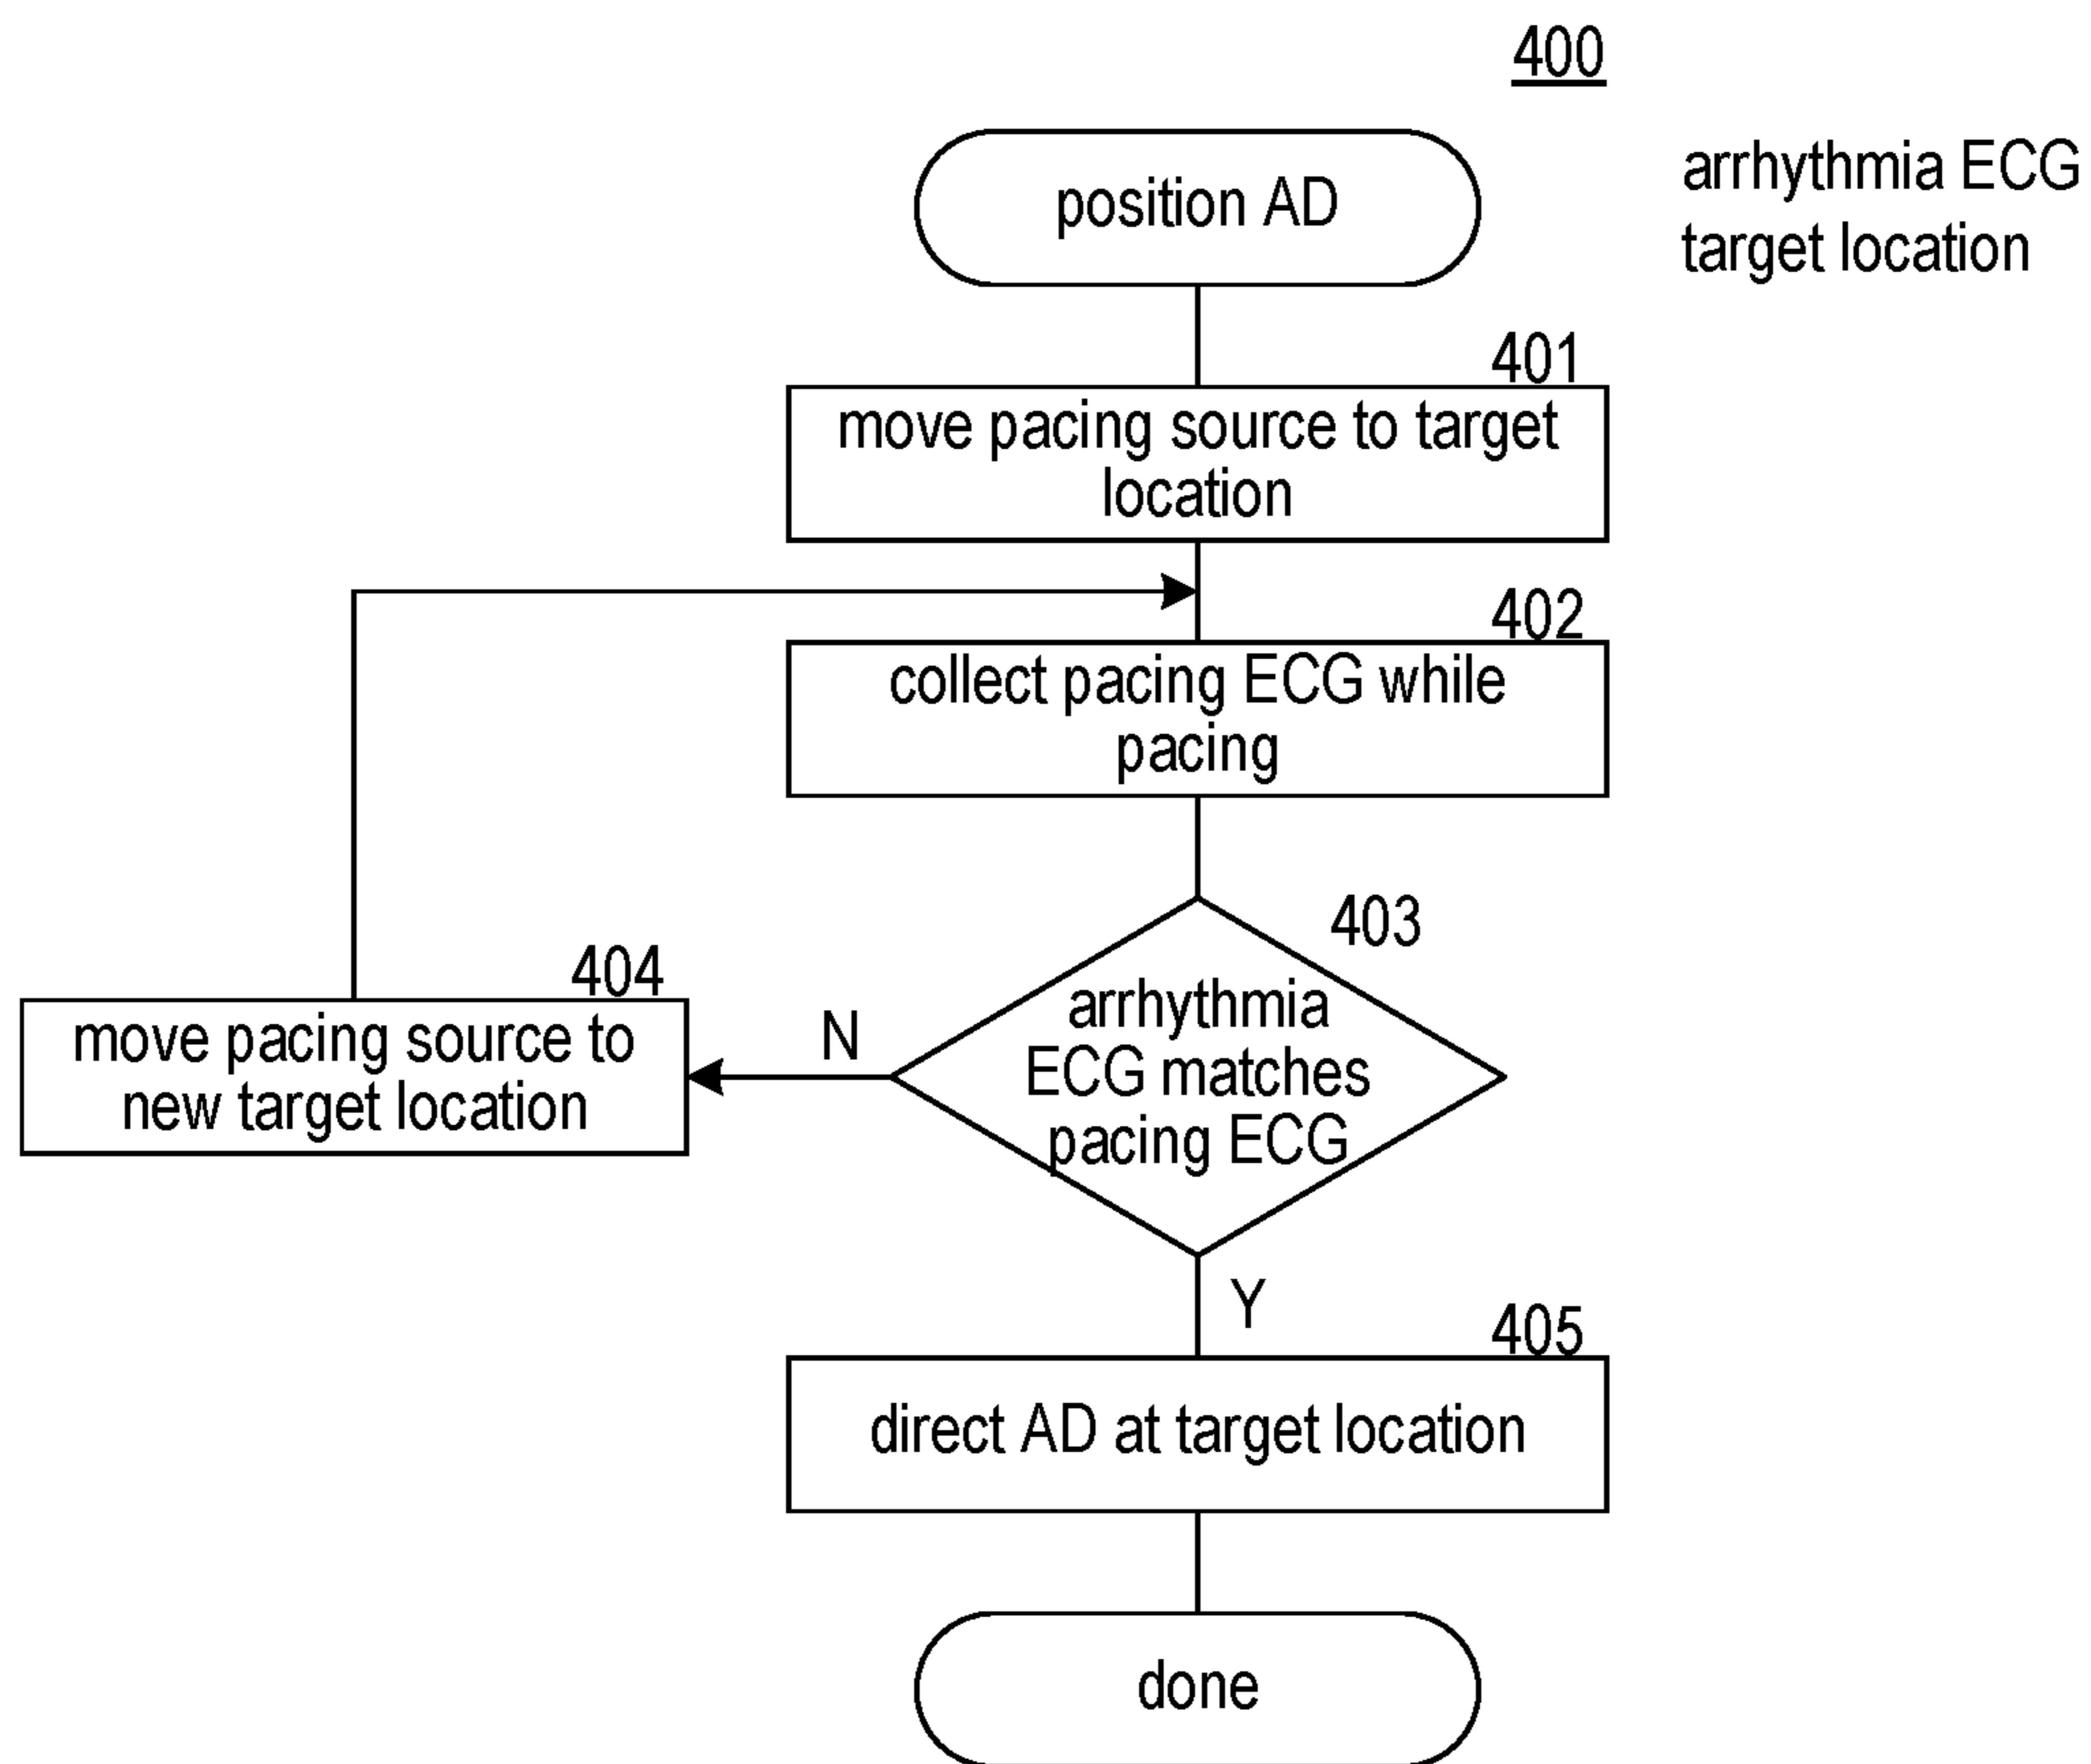 400
position AD
arrhythmia ECG
target location
401
move pacing source to target
location
402
collect pacing ECG while
pacing
403
arrhythmia
ECG matches
pacing ECG
N
404
move pacing source to
new target location
Y
405
direct AD at target location
done